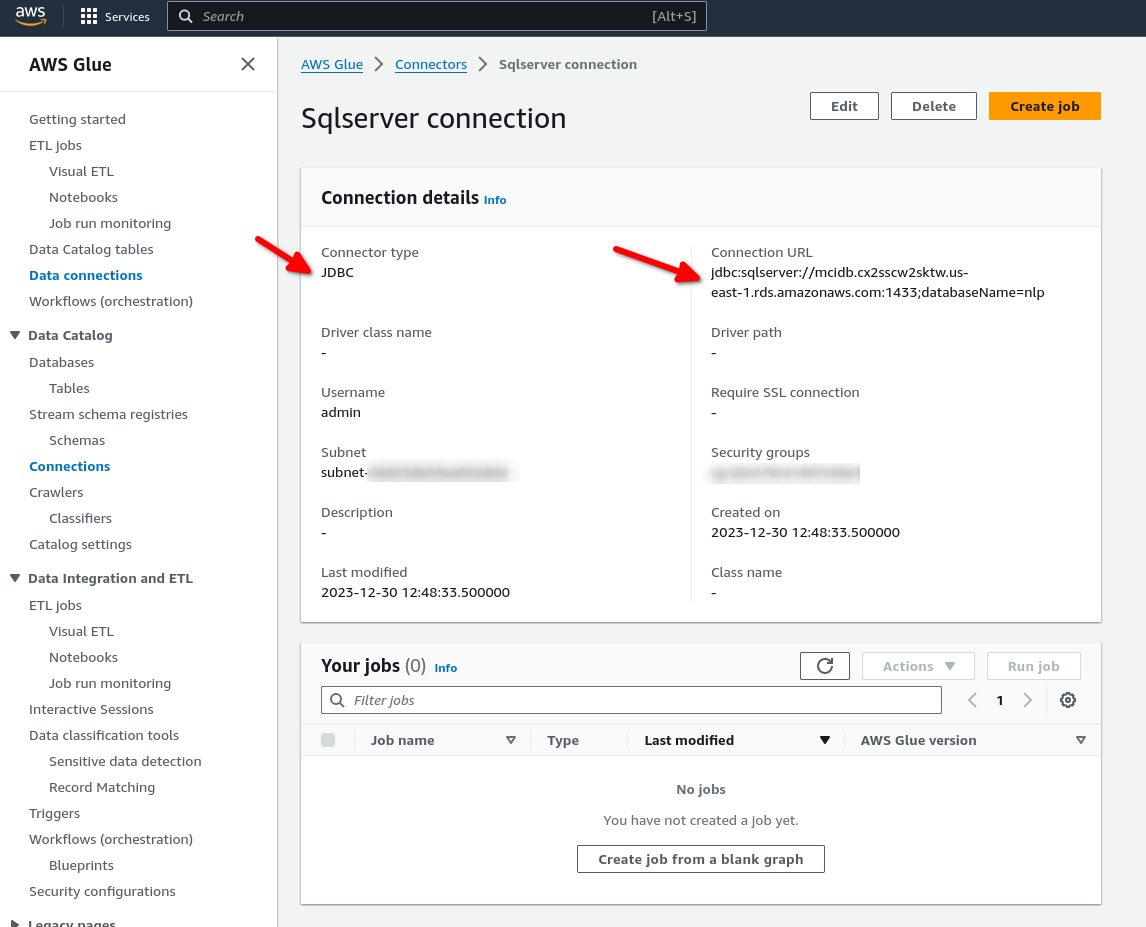 aws
Services
Search
[Alt+S]
AWS Glue
Getting started
ETL jobs
Visual ETL
Notebooks
Job run monitoring
Data Catalog tables
Data connections
Workflows (orchestration)
Data Catalog
Databases
Tables
Stream schema registries
Schemas
Connections
Crawlers
Classifiers
Catalog settings
Data Integration and ETL
ETL jobs
Visual ETL
Notebooks
Job run monitoring
Interactive Sessions
Data classification tools
Sensitive data detection
Record Matching
Triggers
Workflows (orchestration)
Blueprints
Security configurations
Legacy pages
AWS Glue
Connectors
Sqlserver connection
Sqlserver connection
Edit
Delete
Create job
Connection details Info
Connector type
JDBC
Connection URL
jdbc:sqlserver://mcidb.cx2sscw2sktw.us-
east-1.rds.amazonaws.com:1433;databaseName=nlp
Driver class name
-
Driver path
-
Username
admin
Require SSL connection
-
Subnet
subnet-
Security groups
Description
-
Created on
2023-12-30 12:48:33.500000
Last modified
2023-12-30 12:48:33.500000
Class name
-
Your jobs (0) Info
Actions
Run job
Filter jobs
1
Job name
Type
Last modified
AWS Glue version
No jobs
You have not created a job yet.
Create job from a blank graph